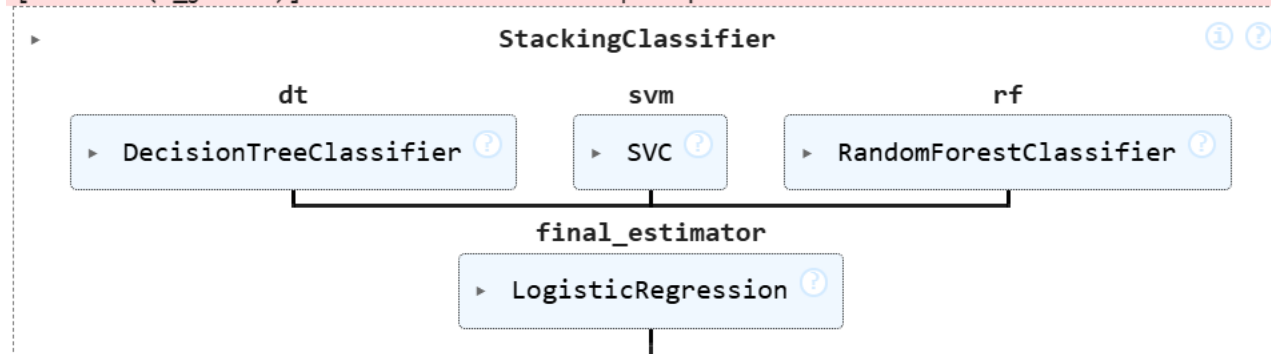 StackingClassifier
dt
svm
rf
DecisionTreeClassifier ?
SVC ?
RandomForestClassifier ?
final_estimator
LogisticRegression ?